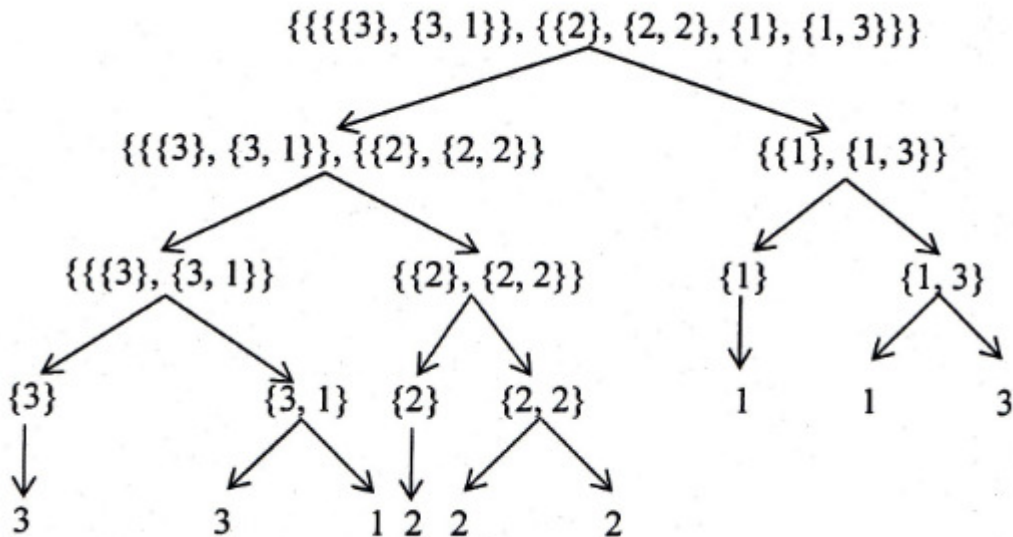 {{{{{3}, {3, 1}}, {{2}, {2, 2}, {1}, {1, 3}}}
{{{{3}, {3, 1}}, {{2}, {2, 2}} {{1}, {1, 3}}
{{{3}, {3, 1}} {{2}, {2, 2}} {1} {1, 3}
{3} {3, 1} {2} {2, 2} 1 1 3
3 3 1 2 2 2